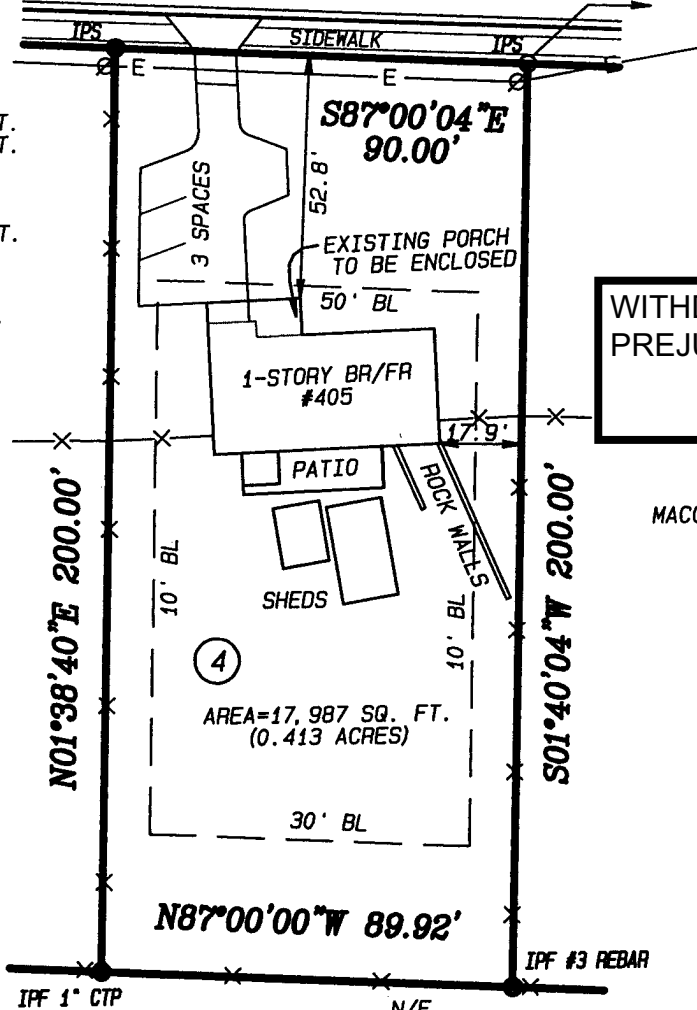 IPS
SIDEWALK
IPS
E
E
S87°00'04"E
90.00'
T.
T.
T.
3 SPACES
52.8'
EXISTING PORCH
TO BE ENCLOSED
50' BL
1-STORY BR/FR
#405
17.9'
PATIO
ROCK WALLS
SHEDS
10' BL
10' BL
N01°38'40"E 200.00'
S01°40'04"W 200.00'
4
AREA=17,987 SQ. FT.
(0.413 ACRES)
30' BL
N87°00'00"W 89.92'
IPF #3 REBAR
IPF 1" CTP